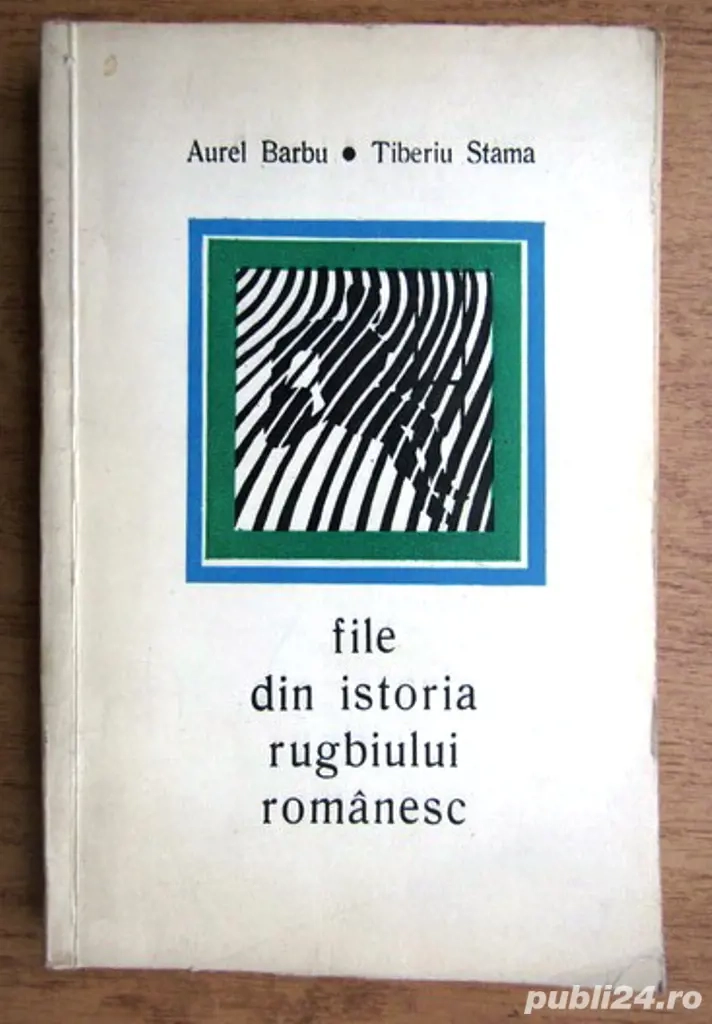 Aurel Barbu • Tiberiu Stama
file
din istoria
rugbiului
românesc
publi24.ro